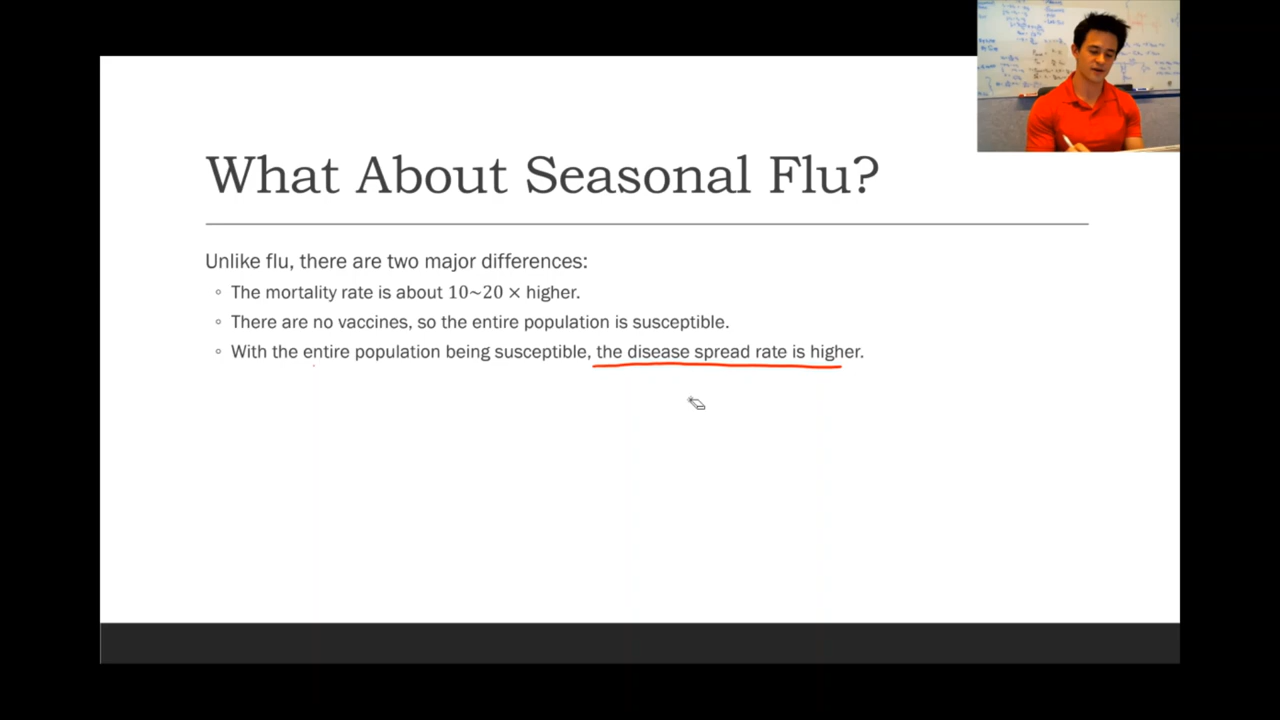 What About Seasonal Flu?
Unlike flu, there are two major differences:
◦ The mortality rate is about 10~20 × higher.
◦ There are no vaccines, so the entire population is susceptible.
◦ With the entire population being susceptible, the disease spread rate is higher.